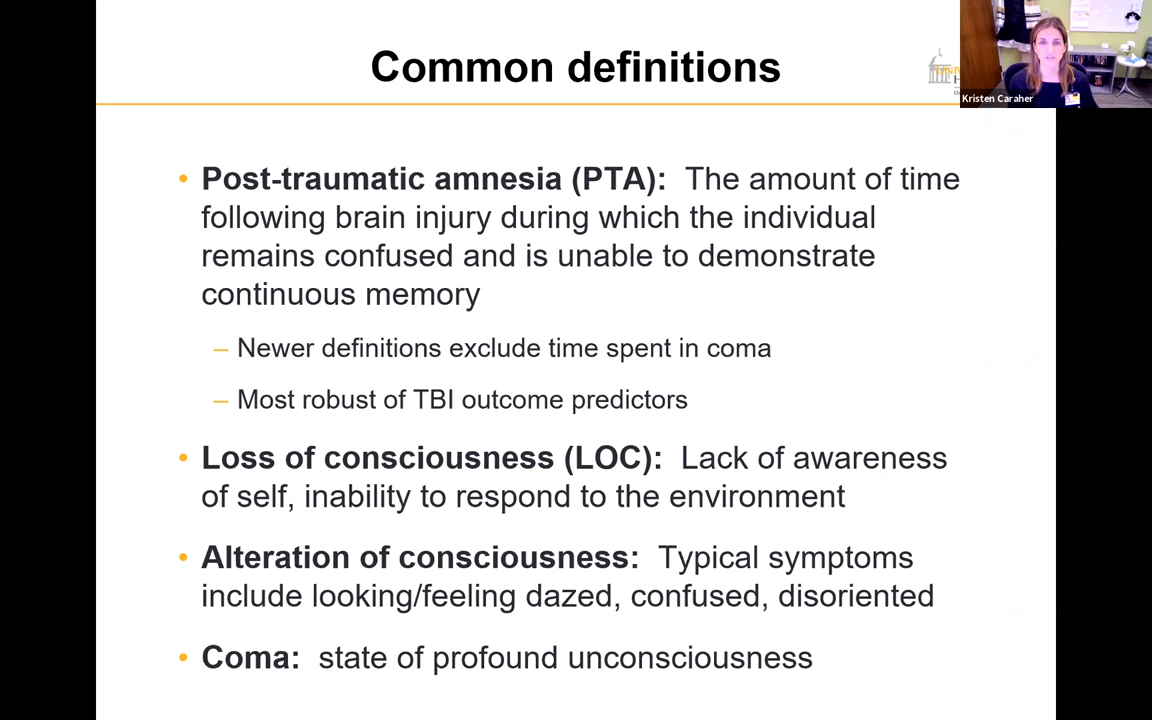 Common definitions
Kristen Caraher
• Post-traumatic amnesia (PTA): The amount of time
following brain injury during which the individual
remains confused and is unable to demonstrate
continuous memory
– Newer definitions exclude time spent in coma
– Most robust of TBI outcome predictors
• Loss of consciousness (LOC): Lack of awareness
of self, inability to respond to the environment
• Alteration of consciousness: Typical symptoms
include looking/feeling dazed, confused, disoriented
• Coma: state of profound unconsciousness